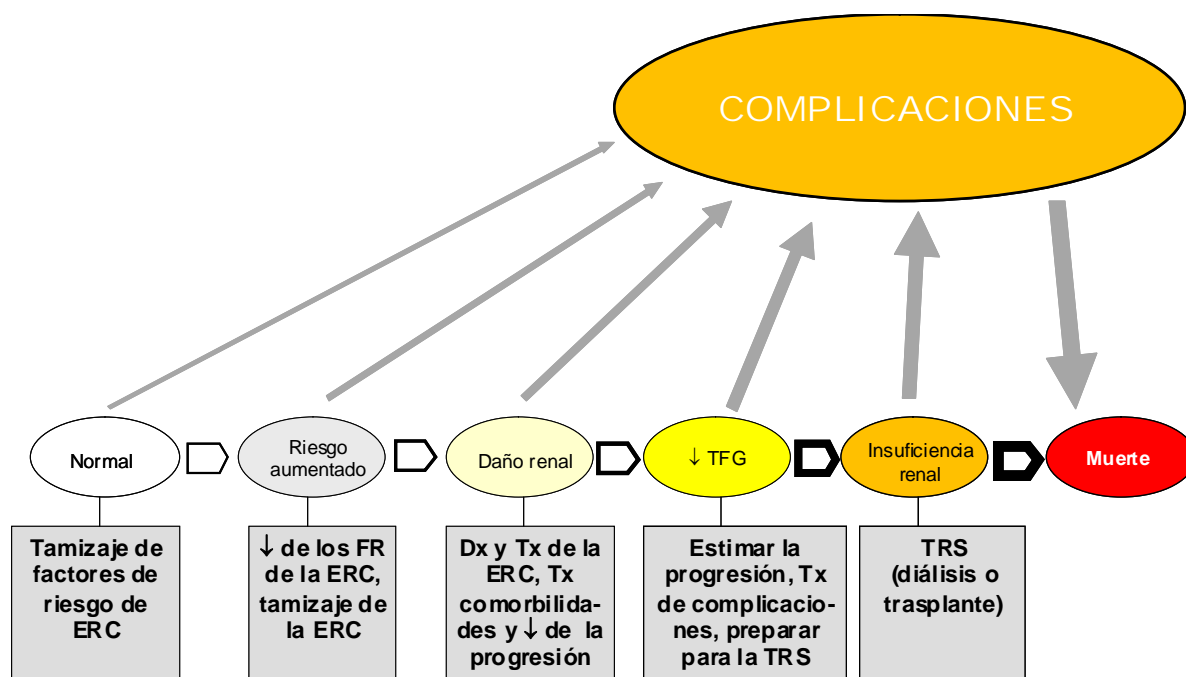 COMPLICACIONES
Normal
Riesgo
aumentado
Daño renal
↓ TFG
Insuficiencia
renal
Muerte
Tamizaje de
factores de
riesgo de
ERC
↓ de los FR
de la ERC,
tamizaje de
la ERC
Dx y Tx de la
ERC, Tx
comorbilida-
des y ↓ de la
progresión
Estimar la
progresión, Tx
de complicacio-
nes, preparar
para la TRS
TRS
(diálisis o
trasplante)